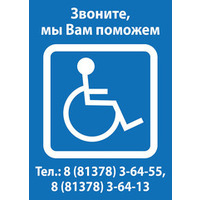 Звоните,
мы Вам поможем
Тел.: 8 (81378) 3-64-55,
8 (81378) 3-64-13